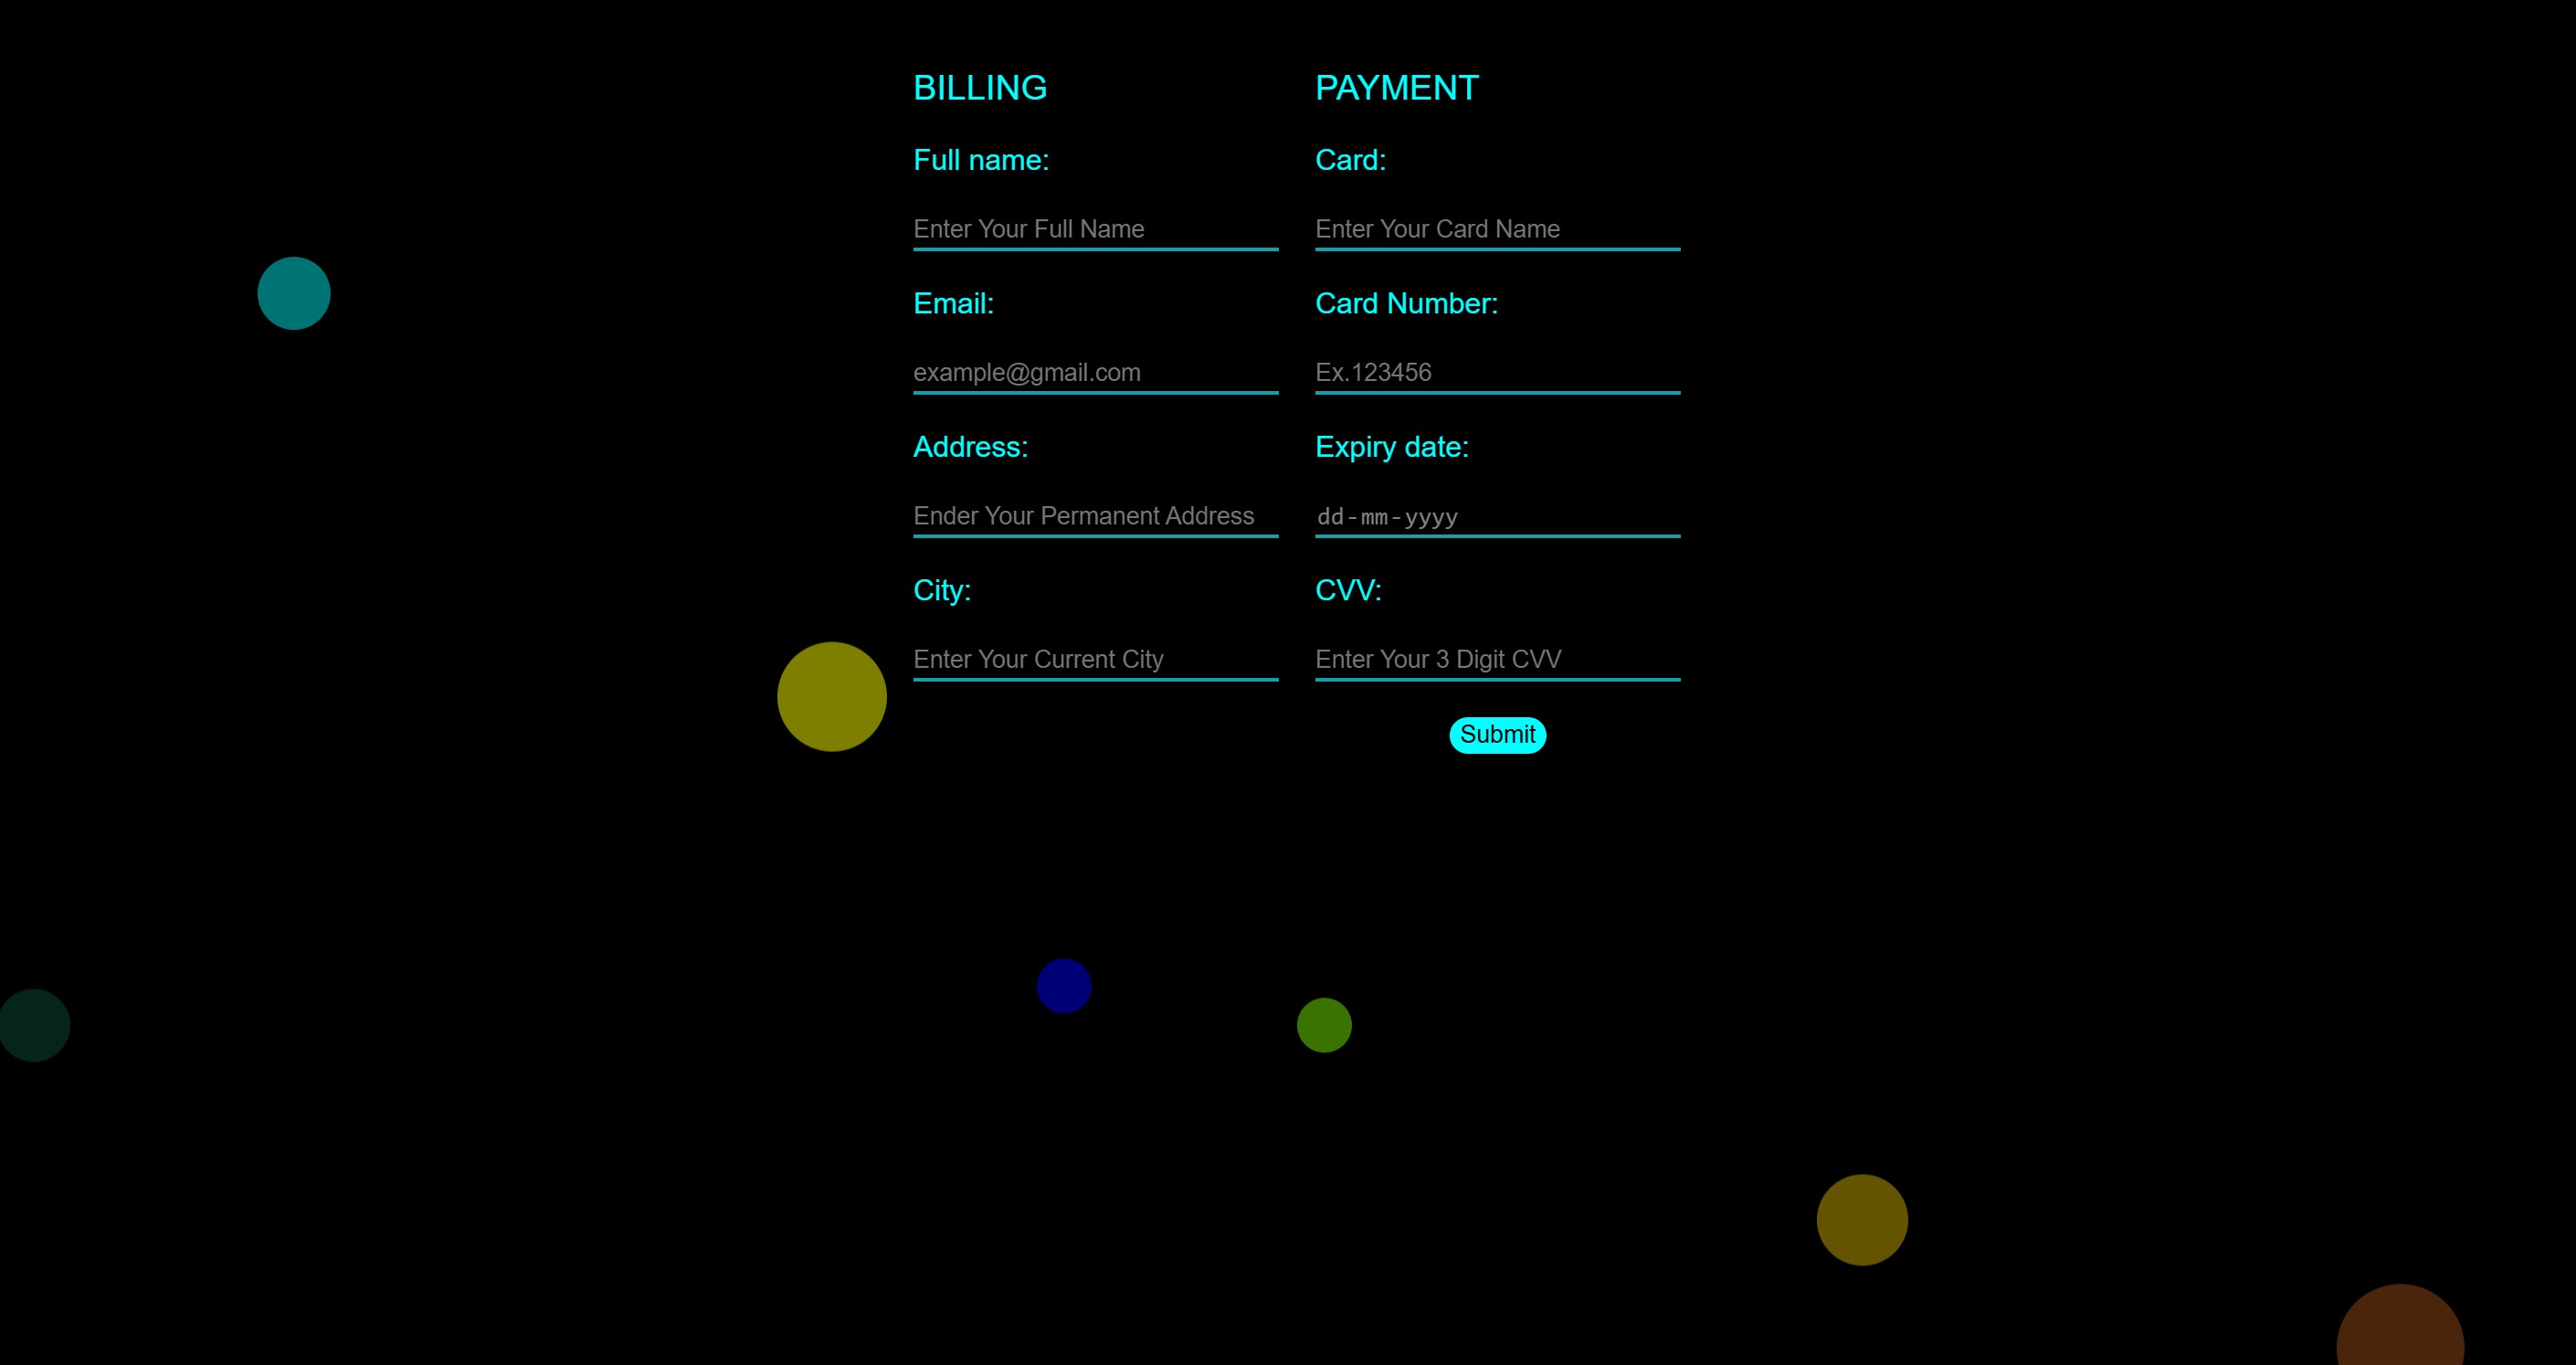 BILLING
Full name:
Enter Your Full Name
Email:
example@gmail.com
Address:
Ender Your Permanent Address
City:
Enter Your Current City
PAYMENT
Card:
Enter Your Card Name
Card Number:
Ex.123456
Expiry date:
dd-mm-yyyy
CVV:
Enter Your 3 Digit CVV
Submit